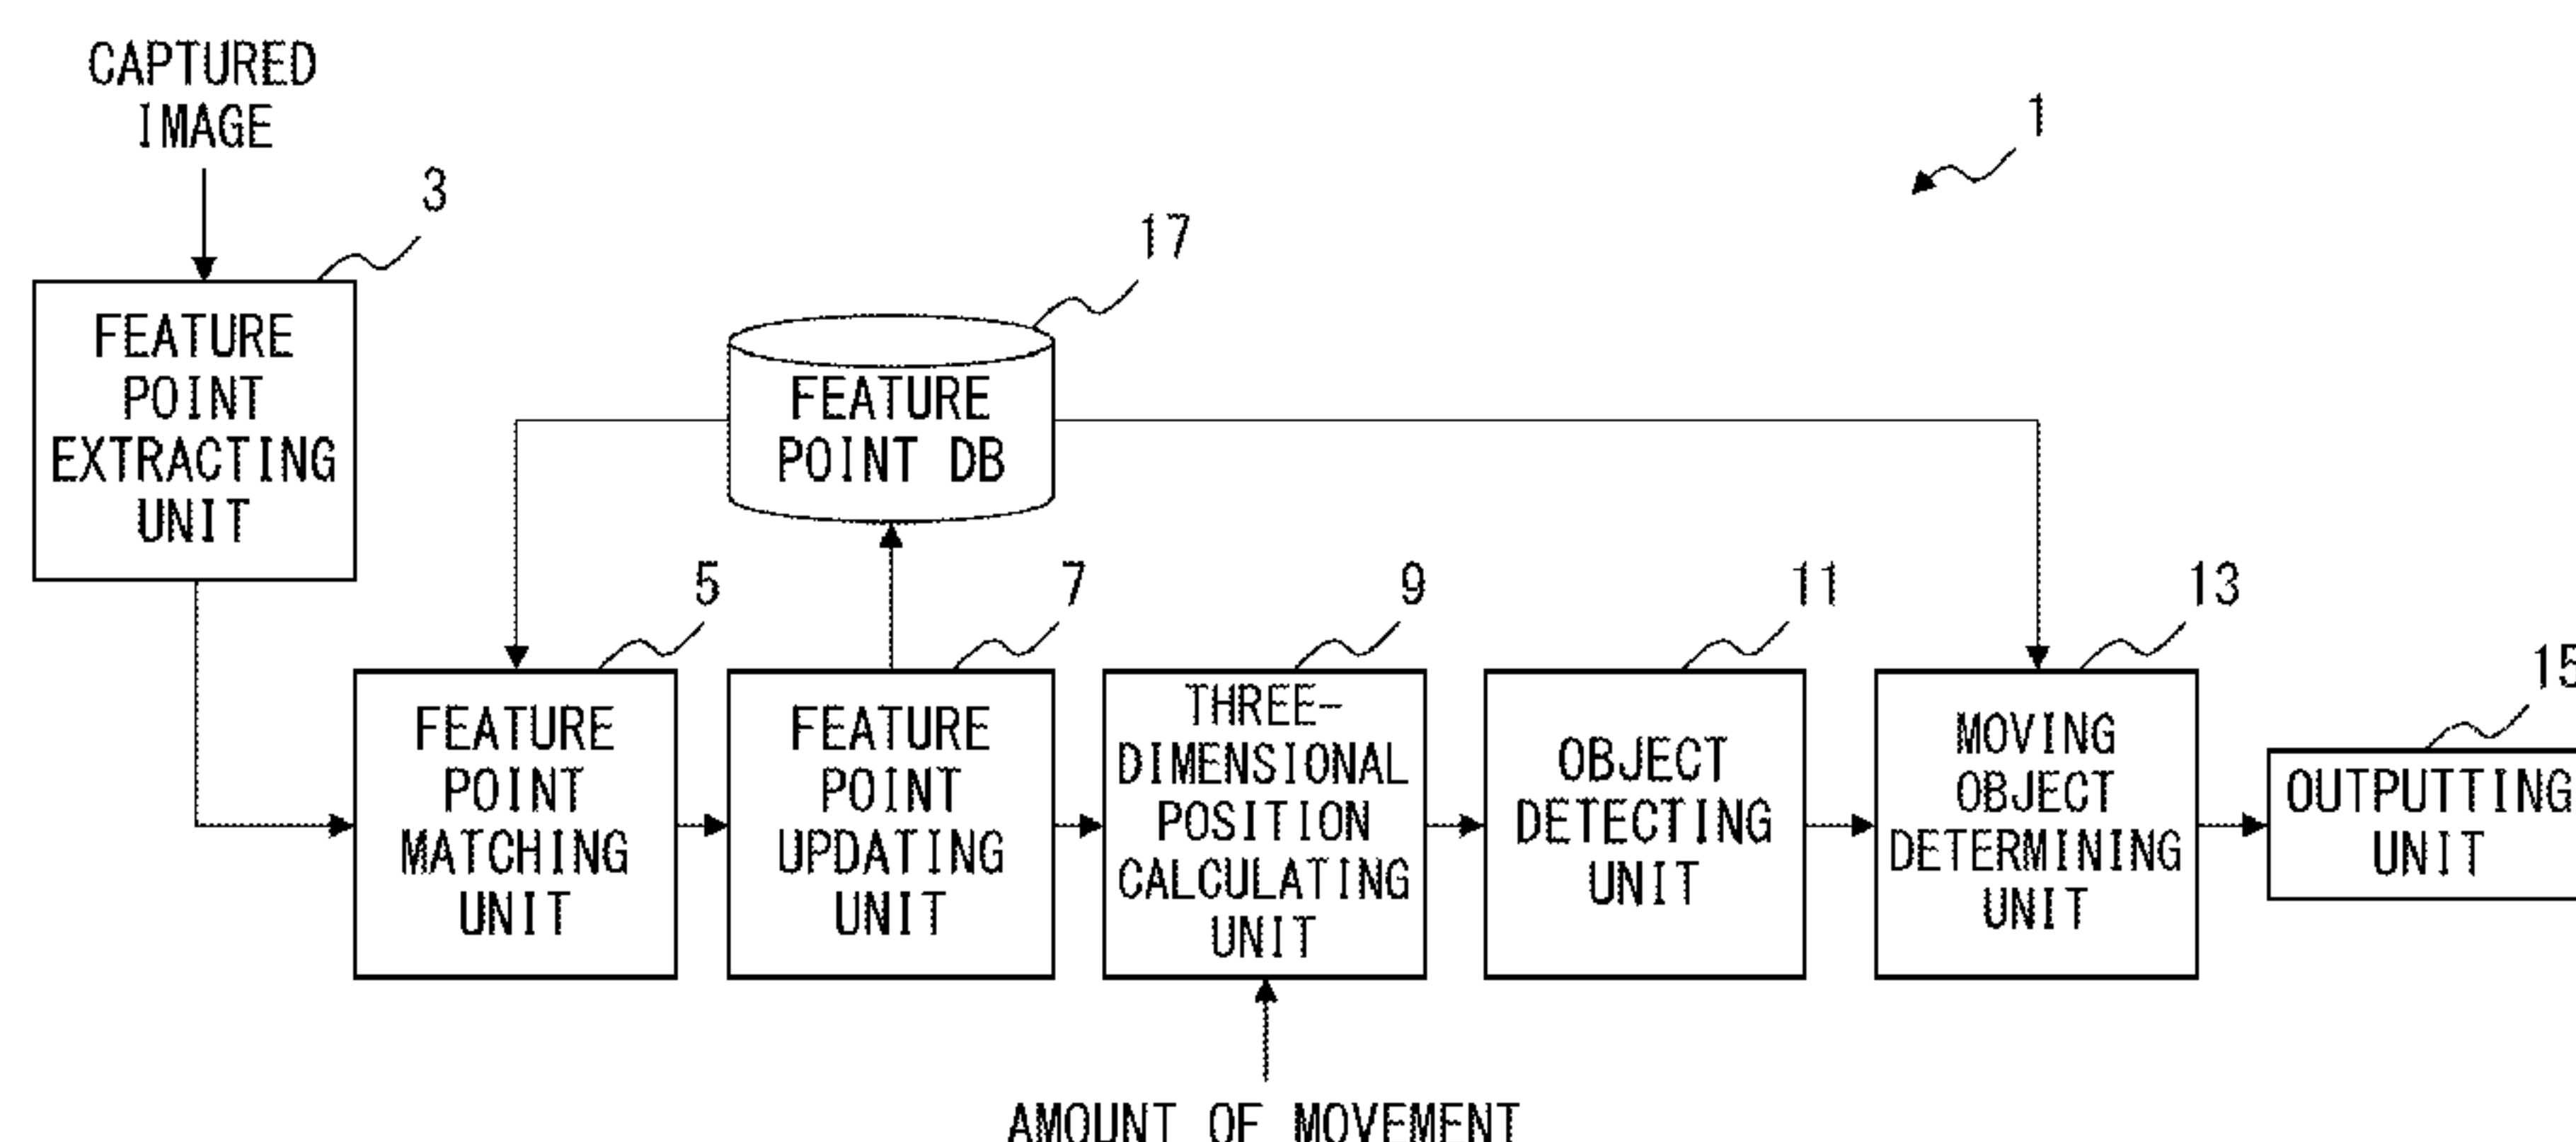 CAPTURED
IMAGE
1
3
FEATURE
POINT
EXTRACTING
UNIT
17
FEATURE
POINT DB
5
FEATURE
POINT
MATCHING
UNIT
7
FEATURE
POINT
UPDATING
UNIT
9
THREE-
DIMENSIONAL
POSITION
CALCULATING
UNIT
11
OBJECT
DETECTING
UNIT
13
MOVING
OBJECT
DETERMINING
UNIT
15
OUTPUTTING
UNIT
AMOUNT OF MOVEMENT